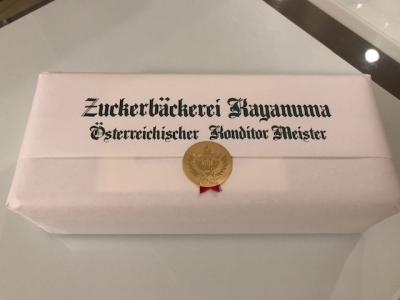 Zuckerbäckerei Kayanuma
Österreichischer Konditor Meister